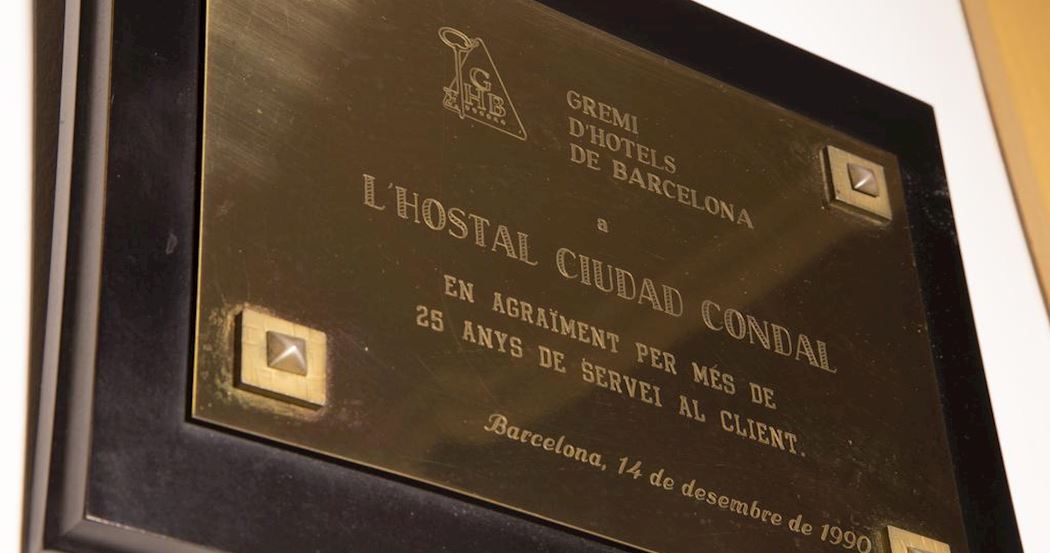 GHB
GREMI
D'HOTELS
DE BARCELONA
a
L'HOSTAL CIUDAD CONDAL
EN AGRAÏMENT PER MÉS DE
25 ANYS DE SERVEI AL CLIENT.
Barcelona, 14 de desembre de 1990